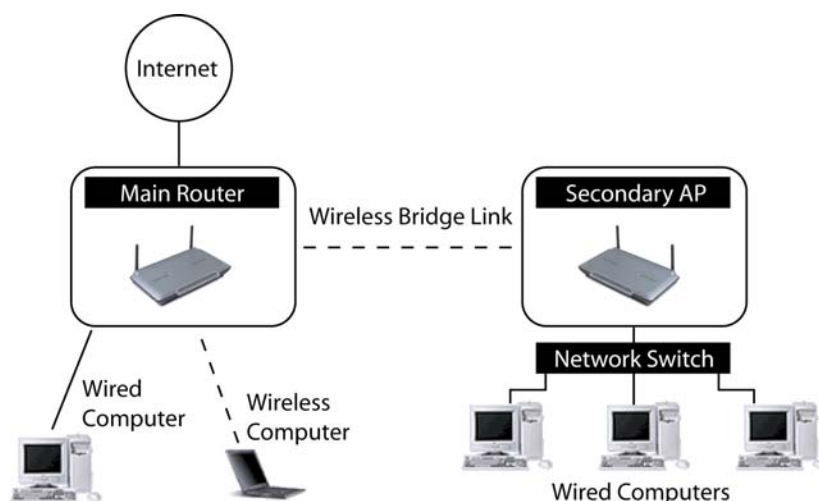 Internet
Main Router
Secondary AP
Wireless Bridge Link
Network Switch
Wired
Computer
Wireless
Computer
Wired Computers